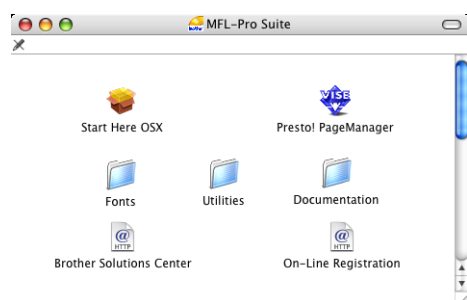 MFL-Pro Suite
Start Here OSX
Presto! PageManager
VISE
Fonts
Utilities
Documentation
@
HTTP
@
HTTP
Brother Solutions Center
On-Line Registration